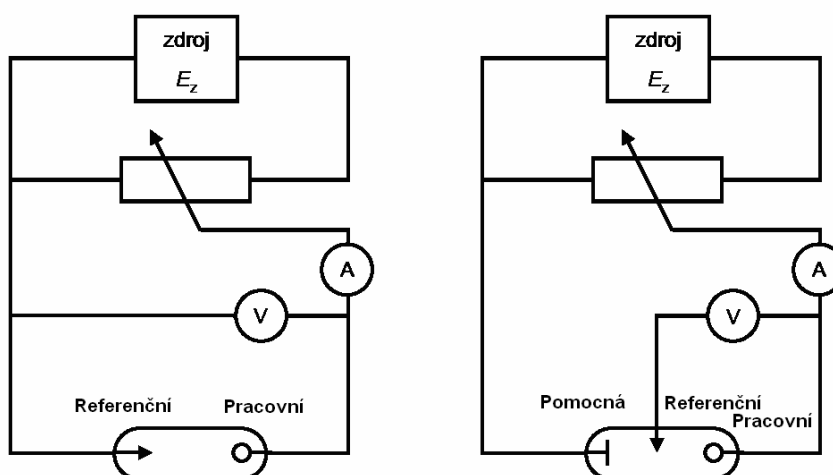 zdroj
Ez
A
V
Referenční
Pracovní
zdroj
Ez
A
V
Pomocná
Referenční
Pracovní